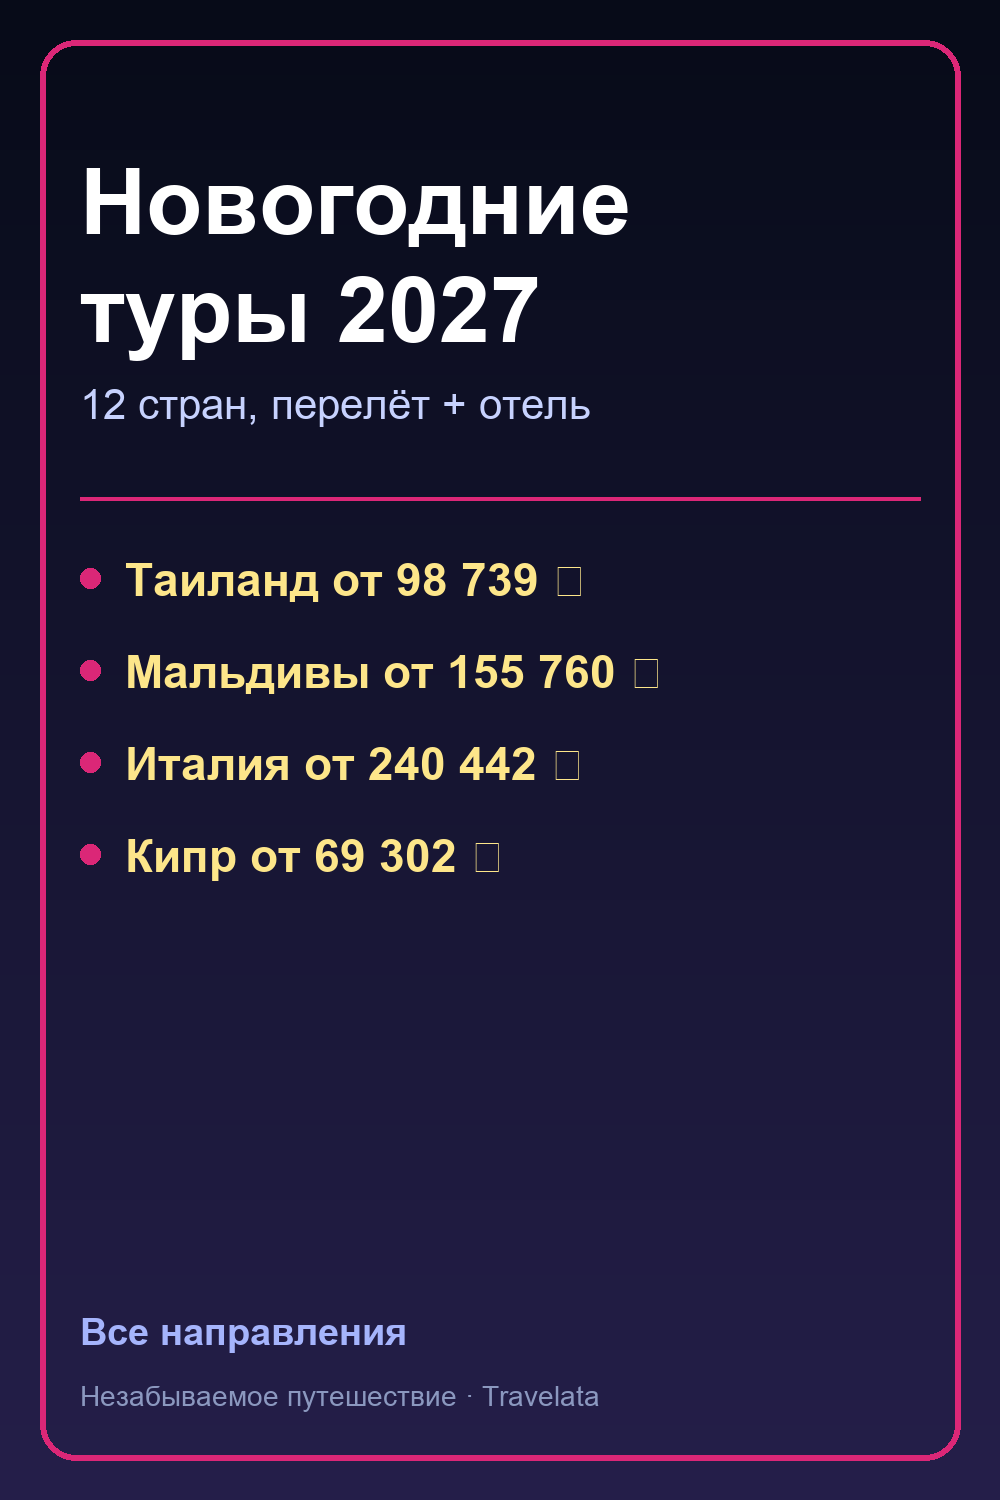 Новогодние
туры 2027
12 стран, перелёт + отель
Таиланд от 98 739 □
Мальдивы от 155 760 □
Италия от 240 442 □
Кипр от 69 302 □
Все направления
Незабываемое путешествие · Travelata